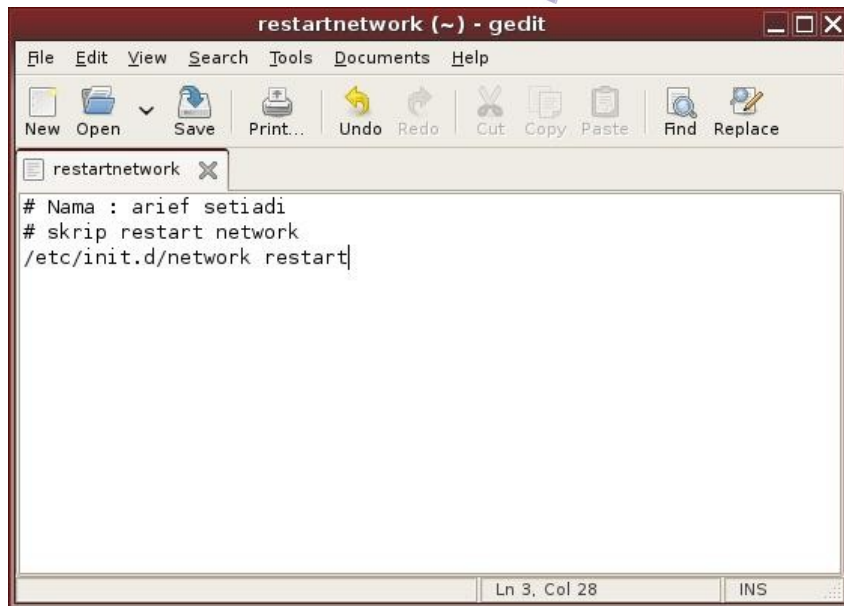 restartnetwork (~) - gedit
File Edit View Search Tools Documents Help
New Open Save Print... Undo Redo Cut Copy Paste Find Replace
restartnetwork
# Nama : arief setiadi
# skrip restart network
/etc/init.d/network restart
Ln 3, Col 28 INS